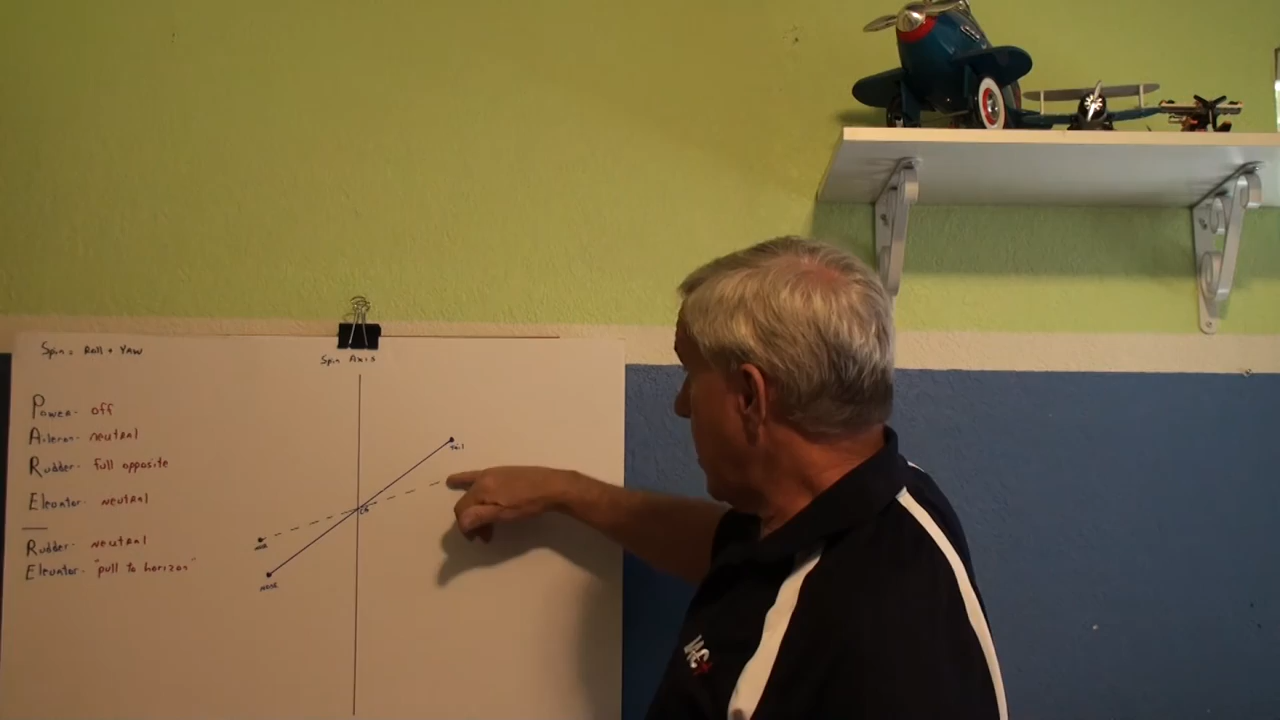 Spin = Roll + Yaw
Spin Axis
Power - off
Aileron - neutral
Rudder - full opposite
Elevator - neutral
Rudder - neutral
Elevator - "pull to horizon"
Tail
CG
Nose